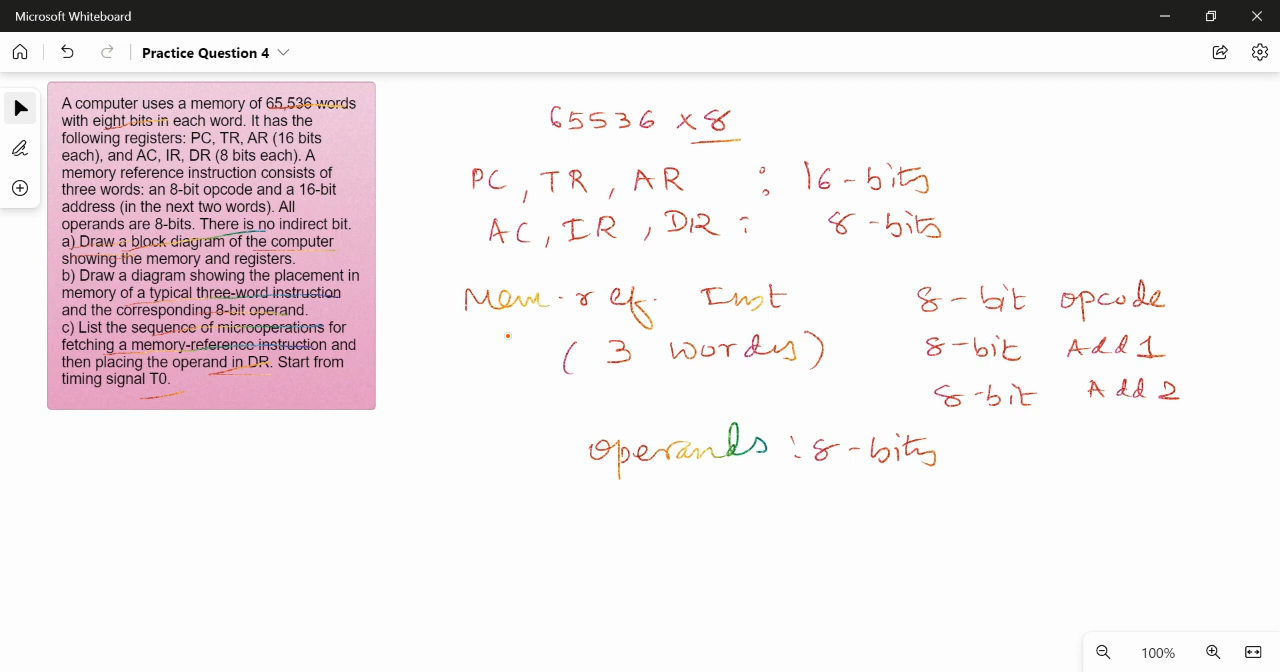 Microsoft Whiteboard
Practice Question 4
A computer uses a memory of 65,536 words
with eight bits in each word. It has the
following registers: PC, TR, AR (16 bits
each), and AC, IR, DR (8 bits each). A
memory reference instruction consists of
three words: an 8-bit opcode and a 16-bit
address (in the next two words). All
operands are 8-bits. There is no indirect bit.
a) Draw a block diagram of the computer
showing the memory and registers.
b) Draw a diagram showing the placement in
memory of a typical three-word instruction
and the corresponding 8-bit operand.
c) List the sequence of microoperations for
fetching a memory-reference instruction and
then placing the operand in DR. Start from
timing signal T0.
65536 × 8
PC, TR, AR : 16-bits
AC, IR, DR : 8-bits
Mem. ref. Inst 8-bit opcode
( 3 words) 8-bit Add 1
8-bit Add 2
operands : 8-bits
100%